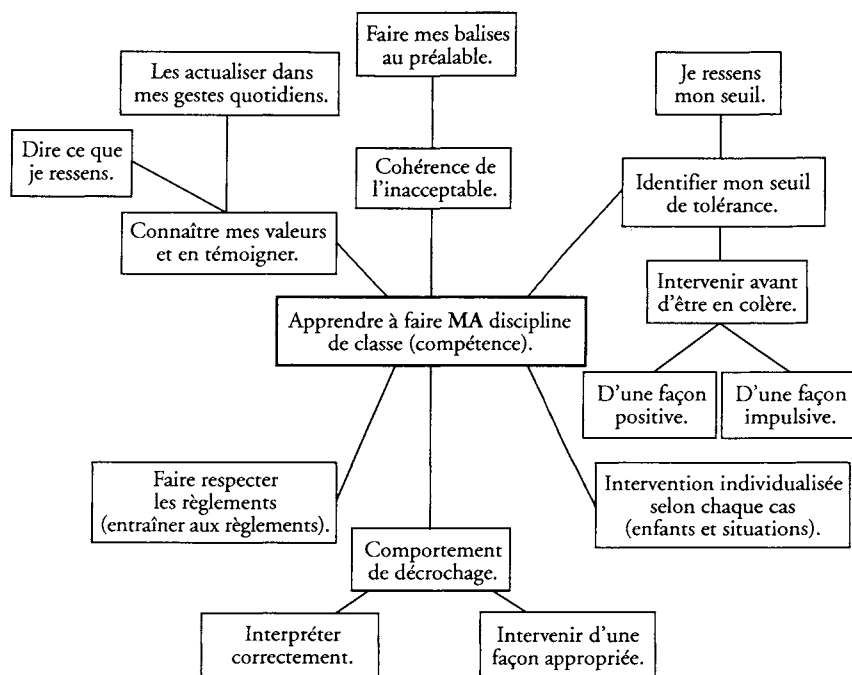 Faire mes balises
au préalable.
Les actualiser dans
mes gestes quotidiens.
Je ressens
mon seuil.
Dire ce que
je ressens.
Cohérence de
l'inacceptable.
Identifier mon seuil
de tolérance.
Connaître mes valeurs
et en témoigner.
Intervenir avant
d'être en colère.
Apprendre à faire MA discipline
de classe (compétence).
D'une façon
positive.
D'une façon
impulsive.
Faire respecter
les règlements
(entraîner aux règlements).
Intervention individualisée
selon chaque cas
(enfants et situations).
Comportement
de décrochage.
Interpréter
correctement.
Intervenir d'une
façon appropriée.